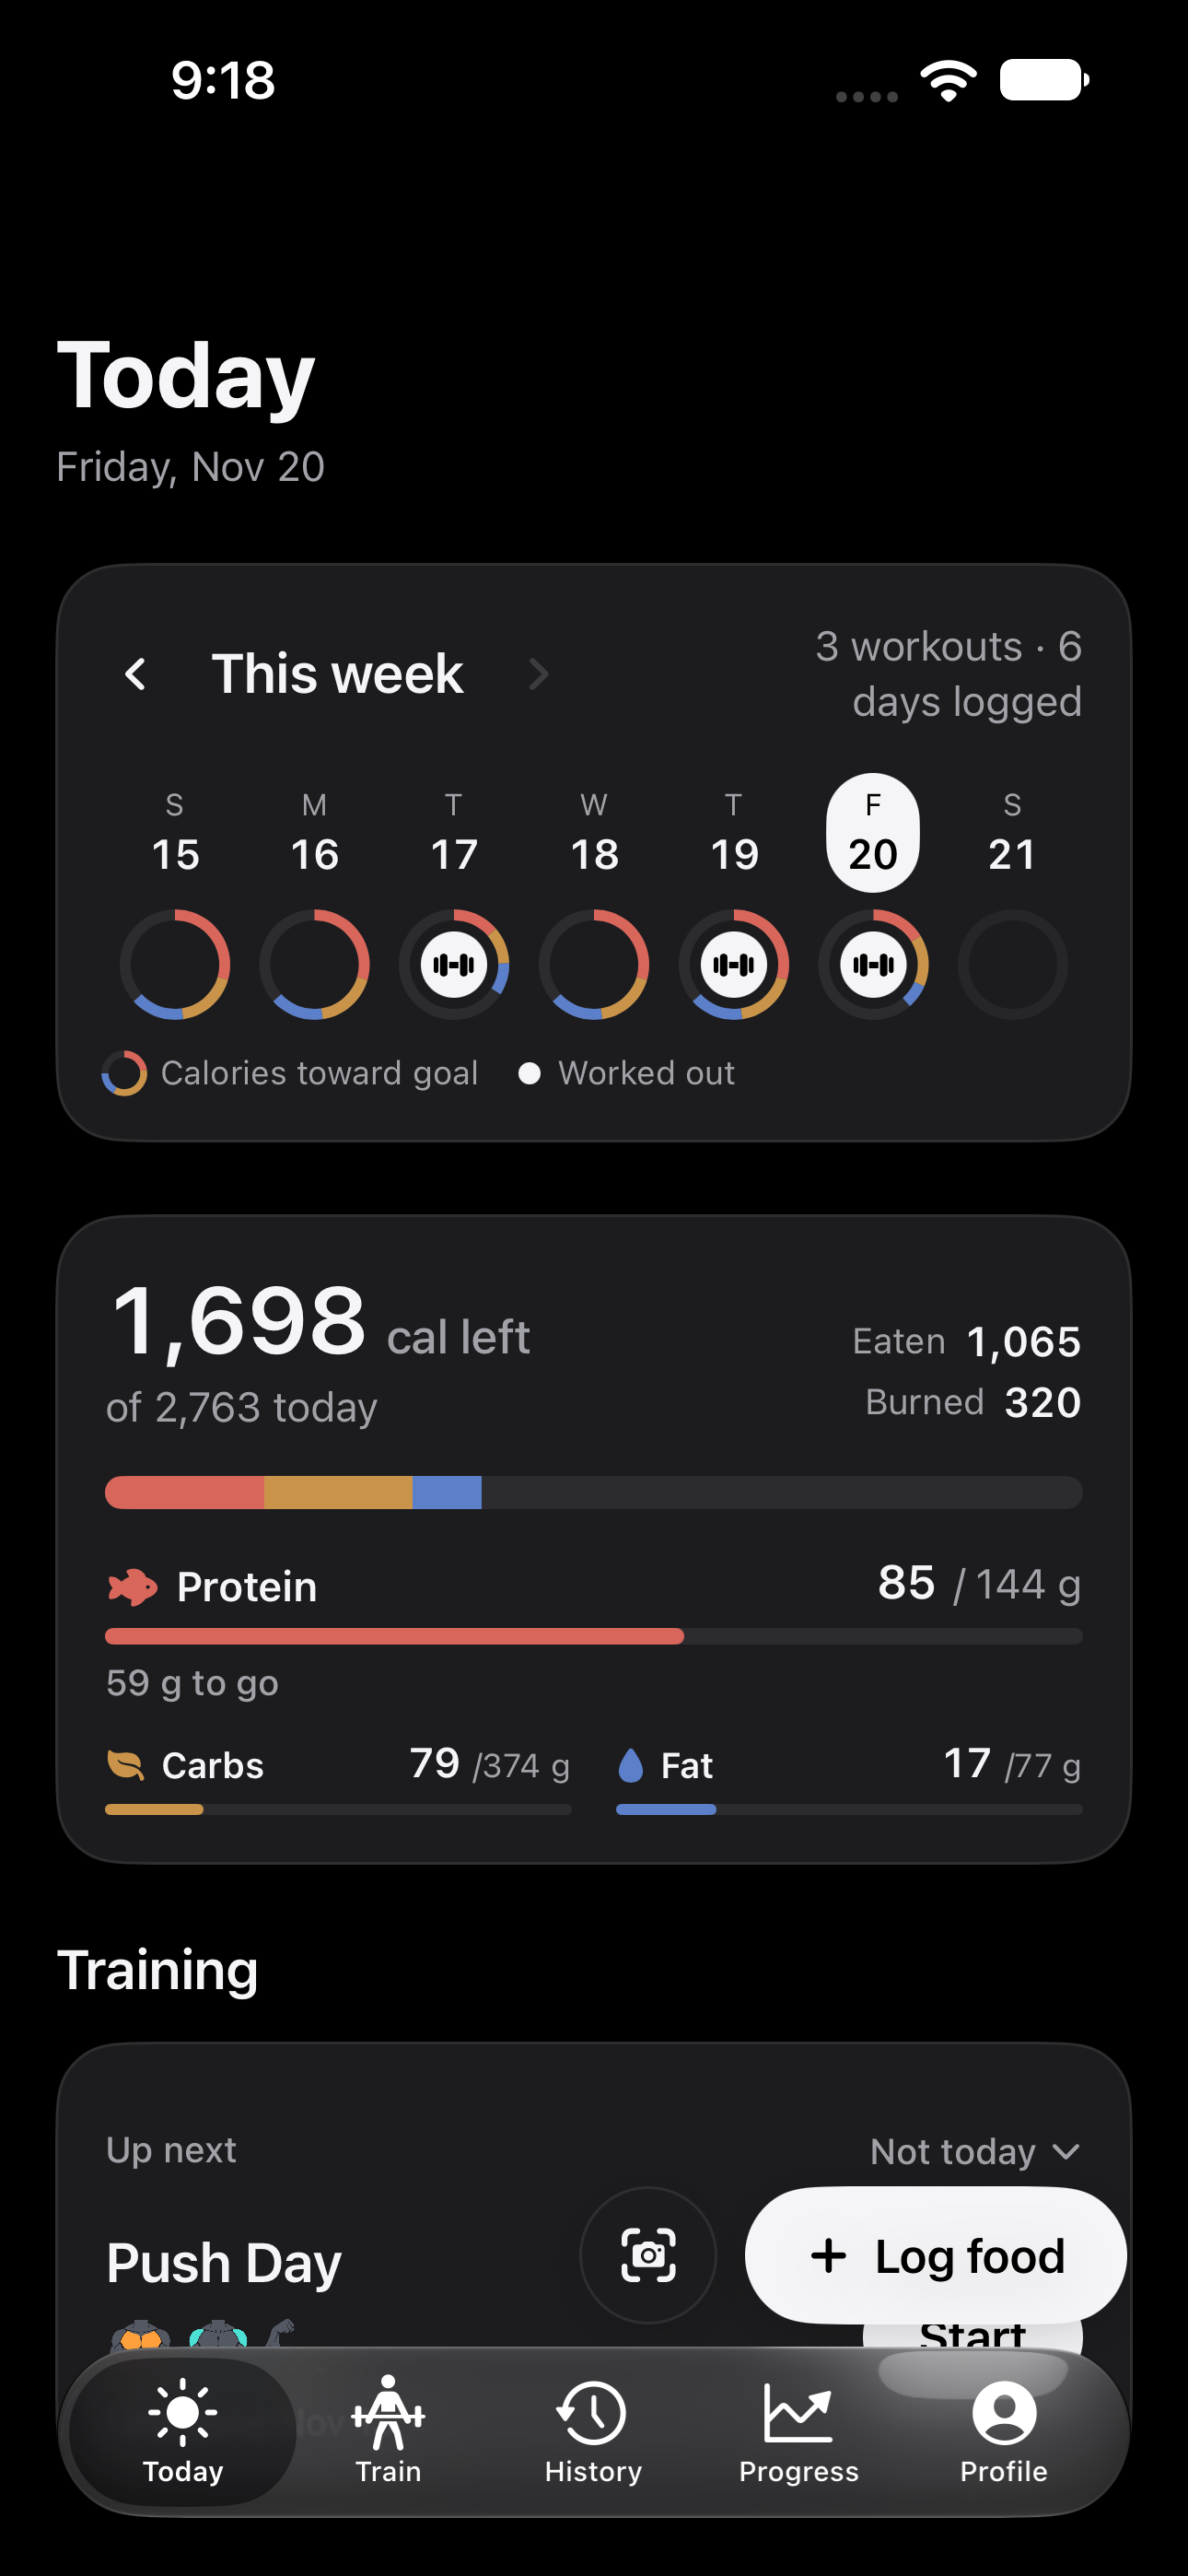 9:18
Today
Friday, Nov 20
This week
3 workouts · 6
days logged
S M T W T F S
15 16 17 18 19 20 21
Calories toward goal Worked out
1,698 cal left
of 2,763 today
Eaten 1,065
Burned 320
Protein 85 / 144 g
59 g to go
Carbs 79 /374 g Fat 17 /77 g
Training
Up next Not today
Push Day
Log food
Start
Today Train History Progress Profile